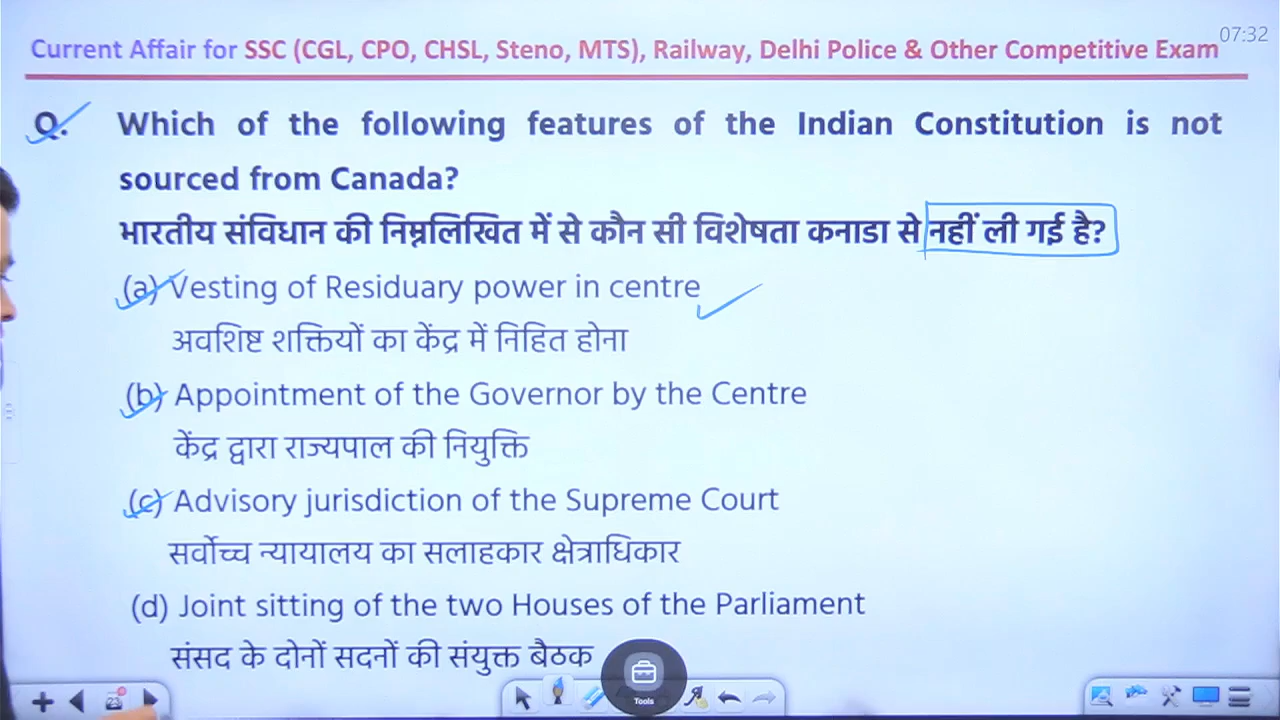 07:32
Current Affair for SSC (CGL, CPO, CHSL, Steno, MTS), Railway, Delhi Police & Other Competitive Exam
Q. Which of the following features of the Indian Constitution is not
sourced from Canada?
भारतीय संविधान की निम्नलिखित में से कौन सी विशेषता कनाडा से नहीं ली गई है?
(a) Vesting of Residuary power in centre
अवशिष्ट शक्तियों का केंद्र में निहित होना
(b) Appointment of the Governor by the Centre
केंद्र द्वारा राज्यपाल की नियुक्ति
(c) Advisory jurisdiction of the Supreme Court
सर्वोच्च न्यायालय का सलाहकार क्षेत्राधिकार
(d) Joint sitting of the two Houses of the Parliament
संसद के दोनों सदनों की संयुक्त बैठक
23
Tools